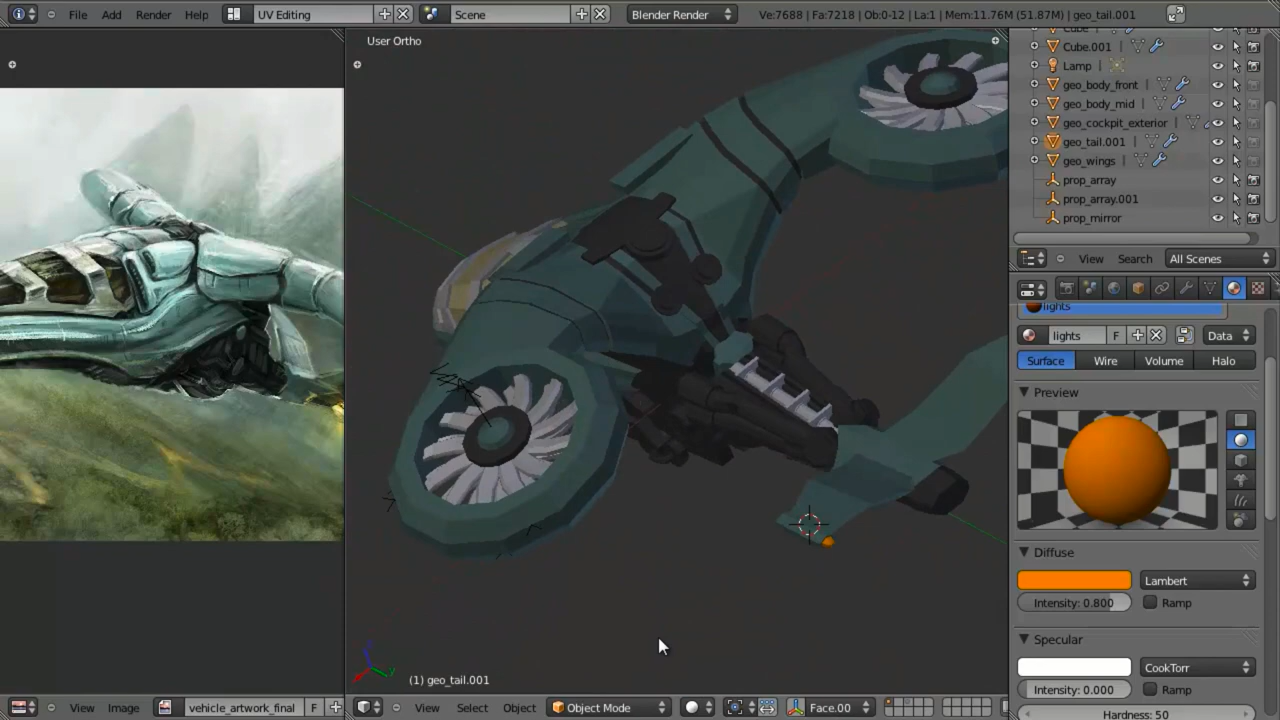 File Add Render Help UV Editing Scene Blender Render Ve:7688 | Fa:7218 | Ob:0-12 | La:1 | Mem:11.76M (51.87M) | geo_tail.001
User Ortho
Cube
Cube.001
Lamp
geo_body_front
geo_body_mid
geo_cockpit_exterior
geo_tail.001
geo_wings
prop_array
prop_array.001
prop_mirror
View Search All Scenes
lights
lights F Data
Surface Wire Volume Halo
Preview
Diffuse
Lambert
Intensity: 0.800 Ramp
Specular
CookTorr
Intensity: 0.000 Ramp
Hardness: 50
(1) geo_tail.001
View Image vehicle_artwork_final F View Select Object Object Mode Face.00